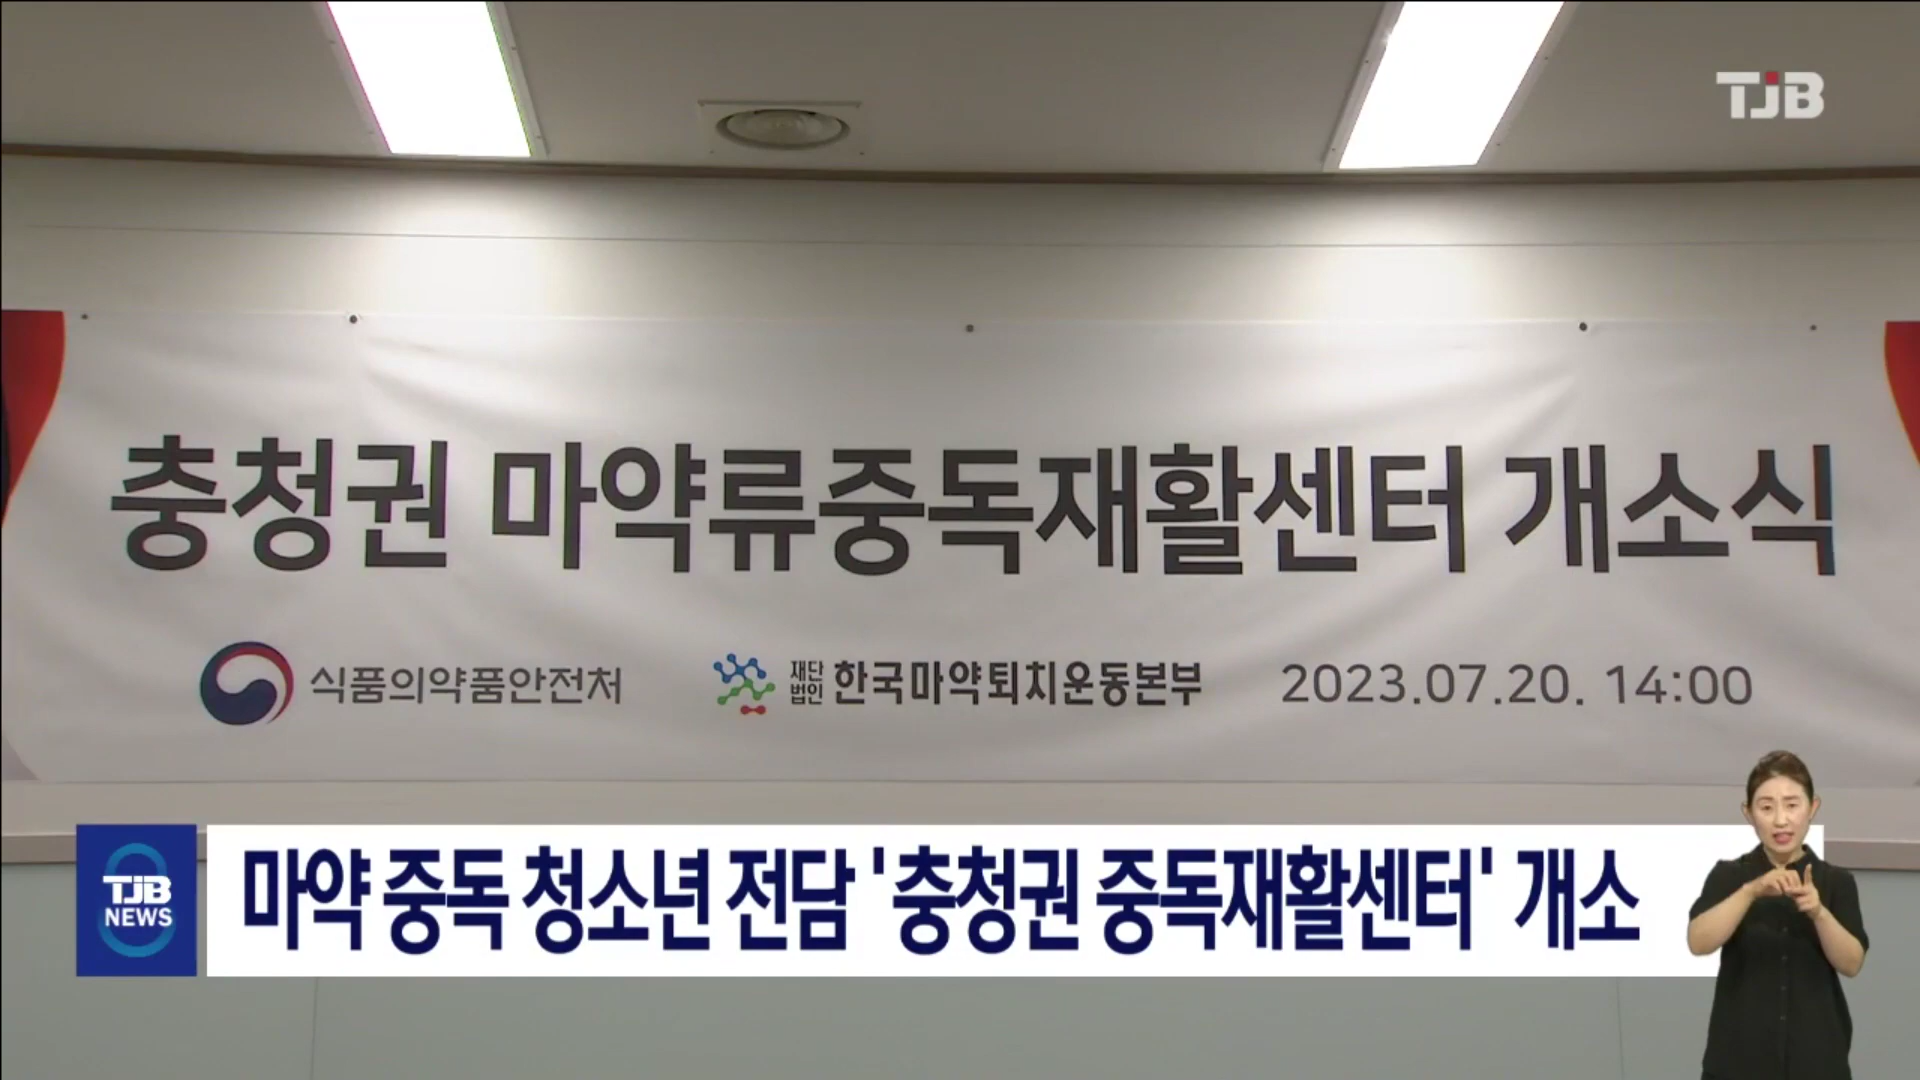 TJB
충청권 마약류중독재활센터 개소식
식품의약품안전처
재단
법인
한국마약퇴치운동본부
2023.07.20. 14:00
TJB
NEWS
8
마약 중독 청소년 전담 '충청권 중독재활센터' 개소